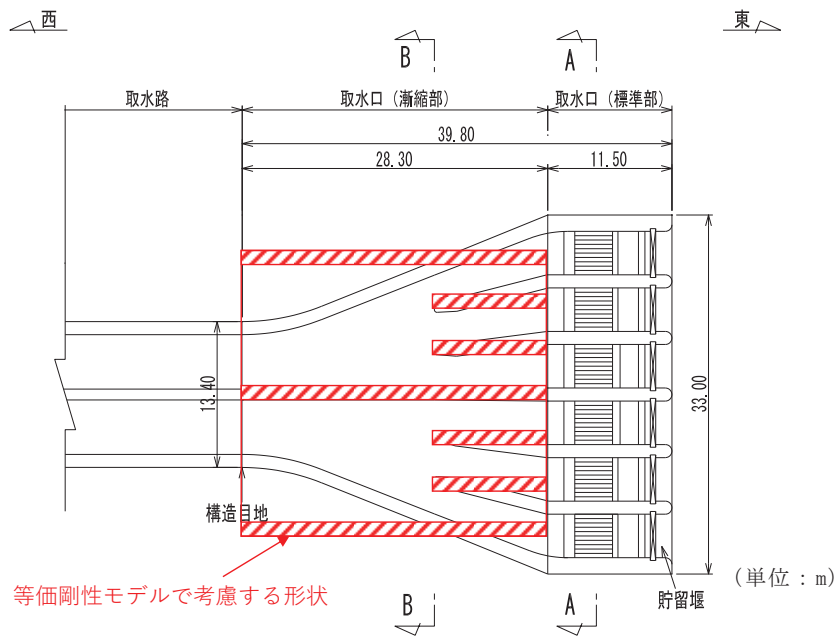 西
東
B
A
取水路
取水口（漸縮部）
取水口（標準部）
39.80
28.30
11.50
13.40
33.00
構造目地
等価剛性モデルで考慮する形状
貯留堰
（単位：m）
B
A